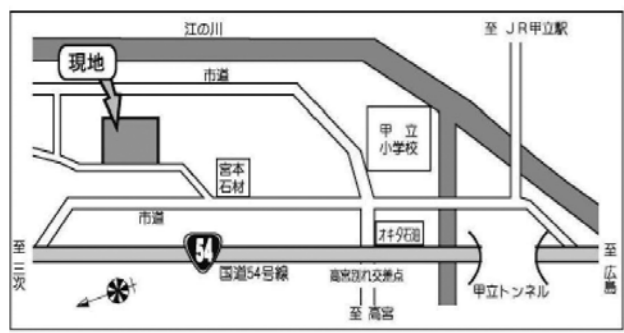 江の川
至 JR甲立駅
現地
市道
甲立
小学校
宮本
石材
市道
オキタ石油
至三次
54
国道54号線
高宮別れ交差点
至広島
甲立トンネル
至 高宮